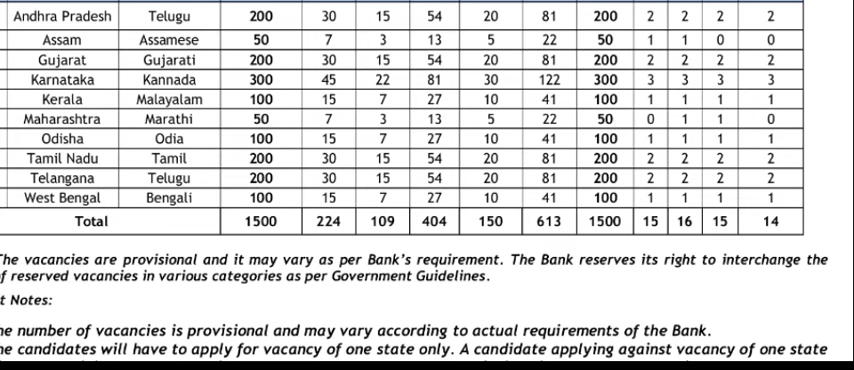 Andhra Pradesh Telugu 200 30 15 54 20 81 200 2 2 2 2
Assam Assamese 50 7 3 13 5 22 50 1 1 0 0
Gujarat Gujarati 200 30 15 54 20 81 200 2 2 2 2
Karnataka Kannada 300 45 22 81 30 122 300 3 3 3 3
Kerala Malayalam 100 15 7 27 10 41 100 1 1 1 1
Maharashtra Marathi 50 7 3 13 5 22 50 0 1 1 0
Odisha Odia 100 15 7 27 10 41 100 1 1 1 1
Tamil Nadu Tamil 200 30 15 54 20 81 200 2 2 2 2
Telangana Telugu 200 30 15 54 20 81 200 2 2 2 2
West Bengal Bengali 100 15 7 27 10 41 100 1 1 1 1
Total 1500 224 109 404 150 613 1500 15 16 15 14
The vacancies are provisional and it may vary as per Bank's requirement. The Bank reserves its right to interchange the
of reserved vacancies in various categories as per Government Guidelines.
t Notes:
he number of vacancies is provisional and may vary according to actual requirements of the Bank.
he candidates will have to apply for vacancy of one state only. A candidate applying against vacancy of one state